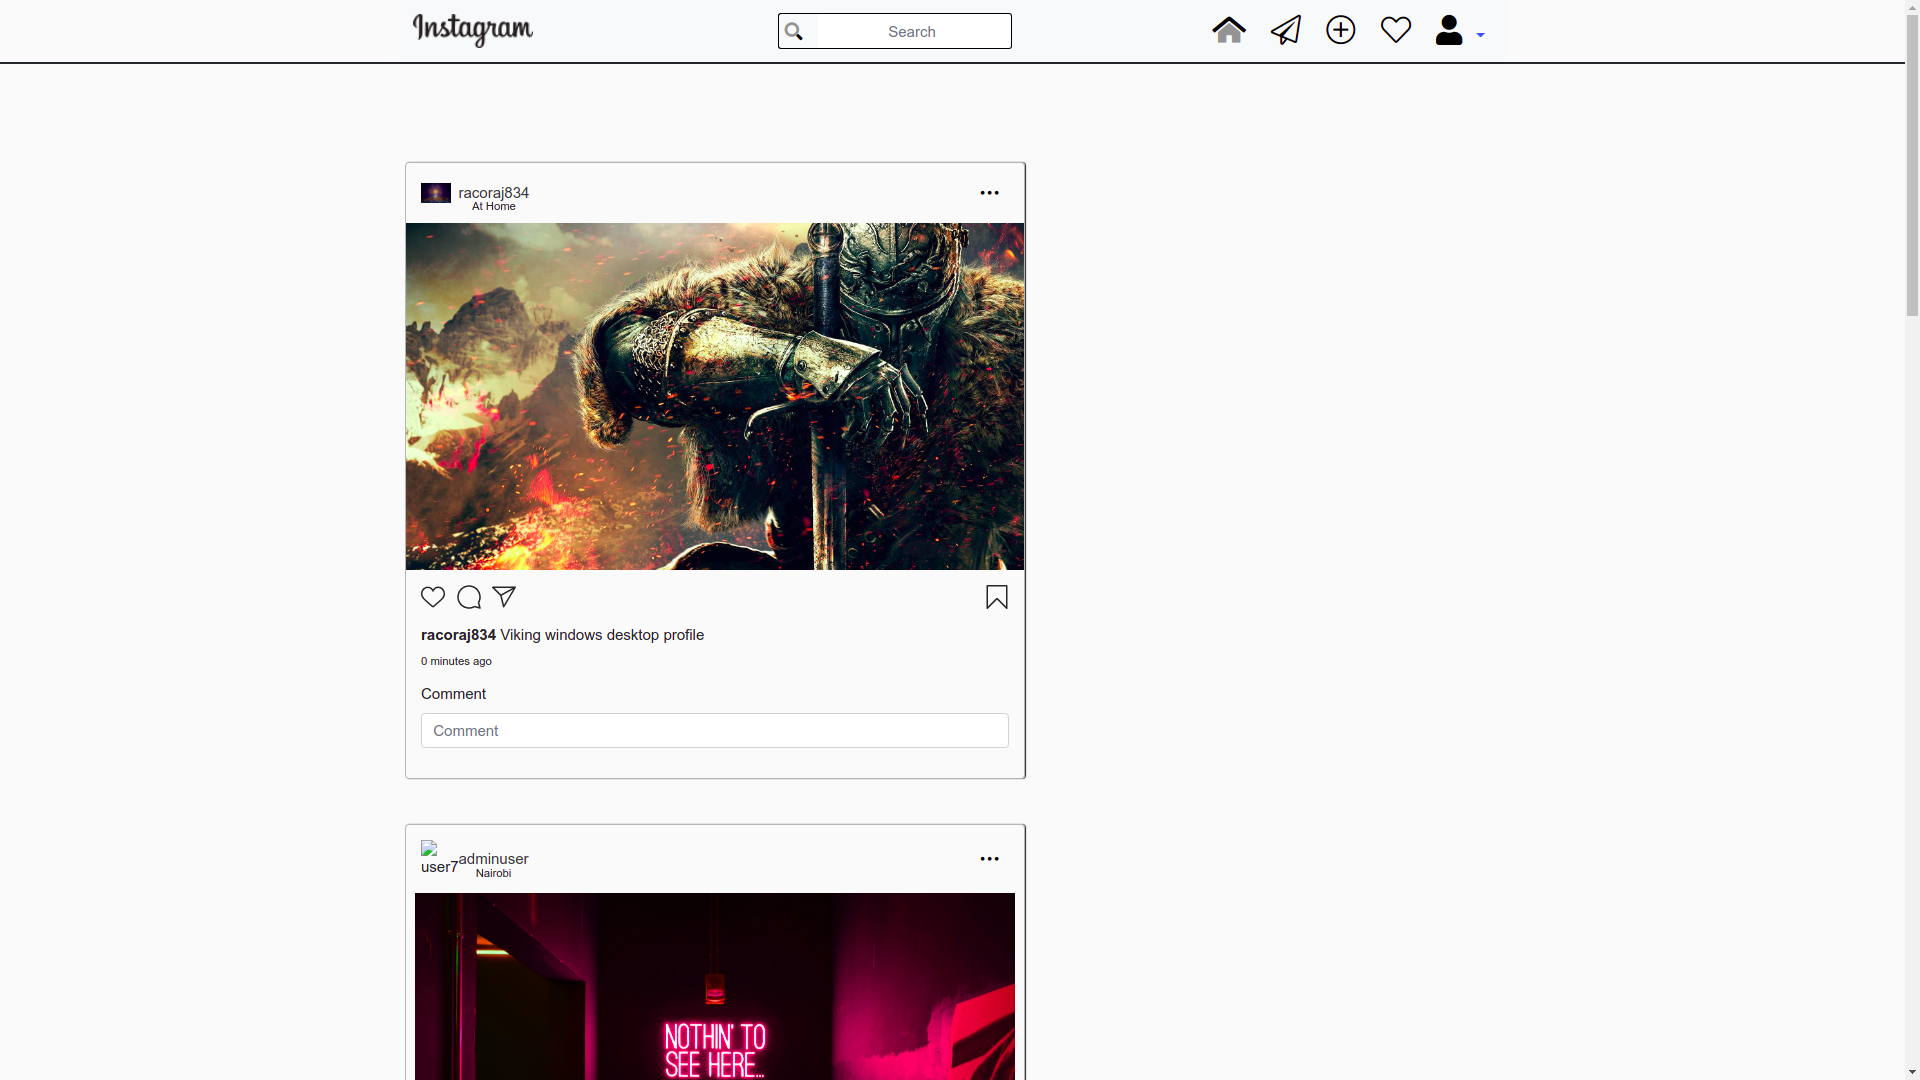 Instagram
Search
racoraj834
At Home
racoraj834 Viking windows desktop profile
0 minutes ago
Comment
Comment
user7
adminuser
Nairobi
NOTHIN' TO
SEE HERE...